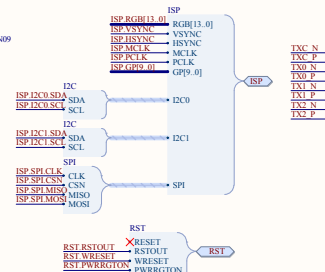 ISP
ISP.RGB[13..0] RGB[13..0]
ISP.VSYNC VSYNC
ISP.HSYNC HSYNC
ISP.MCLK MCLK
ISP.PCLK PCLK
ISP.GP[9..0] GP[9..0]
ISP
N09
TXC_N
TXC_P
TX0_N
TX0_P
TX1_N
TX1_P
TX2_N
TX2_P
I2C
ISP.I2C0.SDA SDA
ISP.I2C0.SCL SCL
I2C0
I2C
ISP.I2C1.SDA SDA
ISP.I2C1.SCL SCL
I2C1
SPI
ISP.SPI.CLK CLK
ISP.SPI.CSN CSN
ISP.SPI.MISO MISO
ISP.SPI.MOSI MOSI
SPI
RST
RESET
RST.RSTOUT RSTOUT
RST.WRESET WRESET
RST.PWRRGTON PWRRGTON
RST